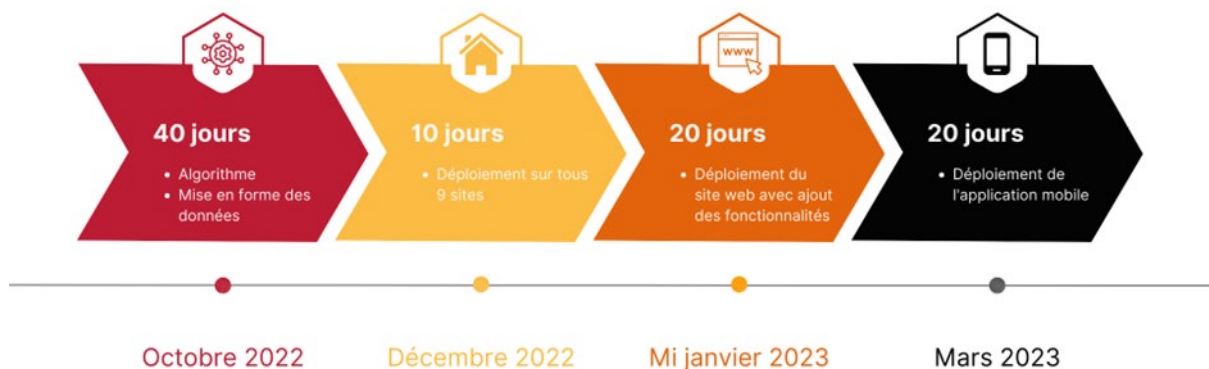 40 jours
• Algorithme
• Mise en forme des
données
10 jours
• Déploiement sur tous
9 sites
www
20 jours
• Déploiement du
site web avec ajout
des fonctionnalités
20 jours
• Déploiement de
l'application mobile
Octobre 2022
Décembre 2022
Mi janvier 2023
Mars 2023